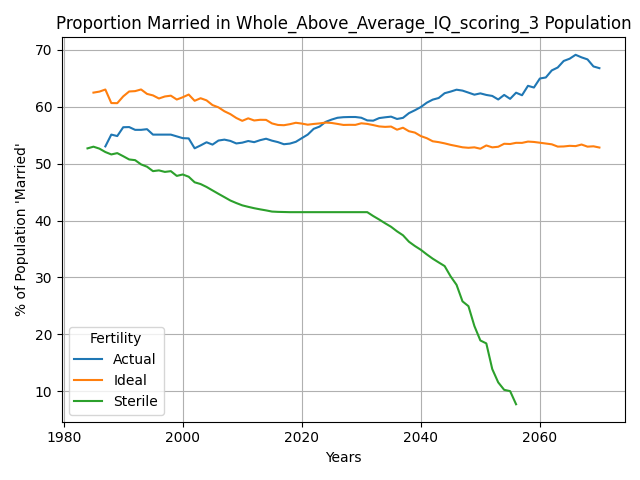 Proportion Married in Whole_Above_Average_IQ_scoring_3 Population
% of Population 'Married'
70
60
50
40
30
20
10
Fertility
Actual
Ideal
Sterile
1980
2000
2020
2040
2060
Years